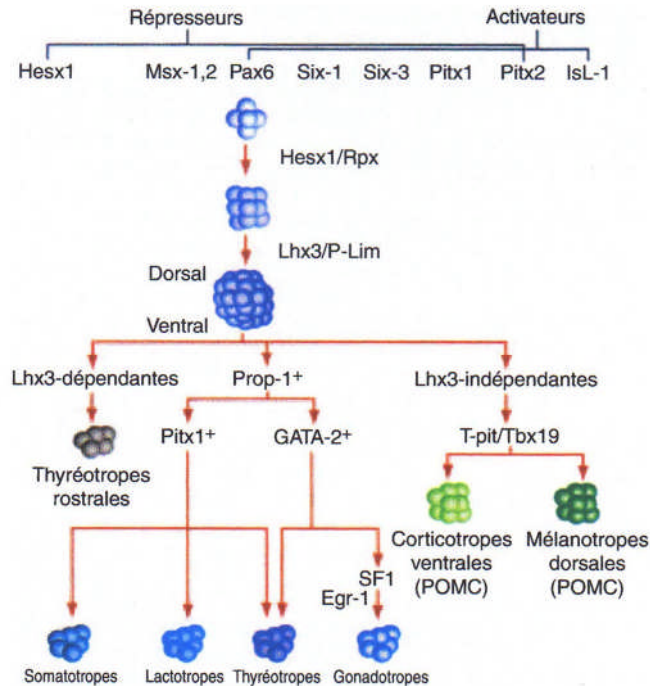 Répresseurs Activateurs
Hesx1 Msx-1,2 Pax6 Six-1 Six-3 Pitx1 Pitx2 IsL-1
Hesx1/Rpx
Lhx3/P-Lim
Dorsal
Ventral
Lhx3-dépendantes Prop-1+ Lhx3-indépendantes
Pitx1+ GATA-2+ T-pit/Tbx19
Thyréotropes
rostrales
Corticotropes
ventrales
(POMC)
Mélanotropes
dorsales
(POMC)
SF1
Egr-1
Somatotropes Lactotropes Thyréotropes Gonadotropes